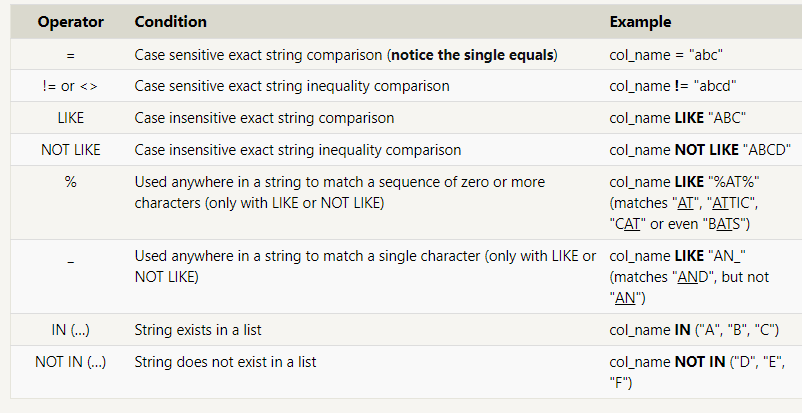 Operator Condition Example
= Case sensitive exact string comparison (notice the single equals) col_name = "abc"
!= or <> Case sensitive exact string inequality comparison col_name != "abcd"
LIKE Case insensitive exact string comparison col_name LIKE "ABC"
NOT LIKE Case insensitive exact string inequality comparison col_name NOT LIKE "ABCD"
% Used anywhere in a string to match a sequence of zero or more col_name LIKE "%AT%"
characters (only with LIKE or NOT LIKE) (matches "AT", "ATTIC",
"CAT" or even "BATS")
_ Used anywhere in a string to match a single character (only with LIKE or col_name LIKE "AN_"
NOT LIKE) (matches "AND", but not
"AN")
IN (…) String exists in a list col_name IN ("A", "B", "C")
NOT IN (…) String does not exist in a list col_name NOT IN ("D", "E",
"F")